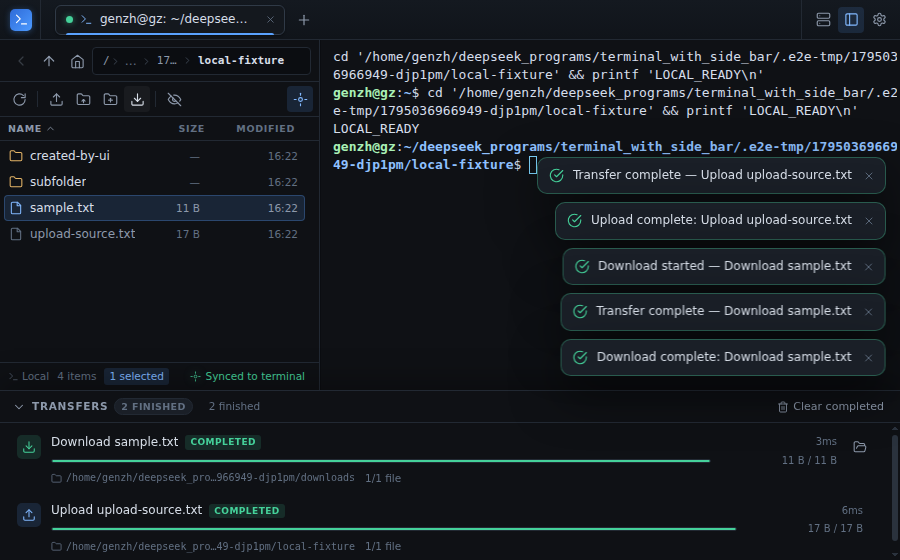 genzh@gz: ~/deepsee…
/ … 17… local-fixture
NAME SIZE MODIFIED
created-by-ui — 16:22
subfolder — 16:22
sample.txt 11 B 16:22
upload-source.txt 17 B 16:22
Local 4 items 1 selected Synced to terminal
cd '/home/genzh/deepseek_programs/terminal_with_side_bar/.e2e-tmp/179503
6966949-djp1pm/local-fixture' && printf 'LOCAL_READY\n'
genzh@gz:~$ cd '/home/genzh/deepseek_programs/terminal_with_side_bar/.e2
e-tmp/1795036966949-djp1pm/local-fixture' && printf 'LOCAL_READY\n'
LOCAL_READY
genzh@gz:~/deepseek_programs/terminal_with_side_bar/.e2e-tmp/17950369669
49-djp1pm/local-fixture$
Transfer complete — Upload upload-source.txt
Upload complete: Upload upload-source.txt
Download started — Download sample.txt
Transfer complete — Download sample.txt
Download complete: Download sample.txt
TRANSFERS 2 FINISHED 2 finished Clear completed
Download sample.txt COMPLETED 3ms
11 B / 11 B
/home/genzh/deepseek_pro…966949-djp1pm/downloads 1/1 file
Upload upload-source.txt COMPLETED 6ms
17 B / 17 B
/home/genzh/deepseek_pro…49-djp1pm/local-fixture 1/1 file